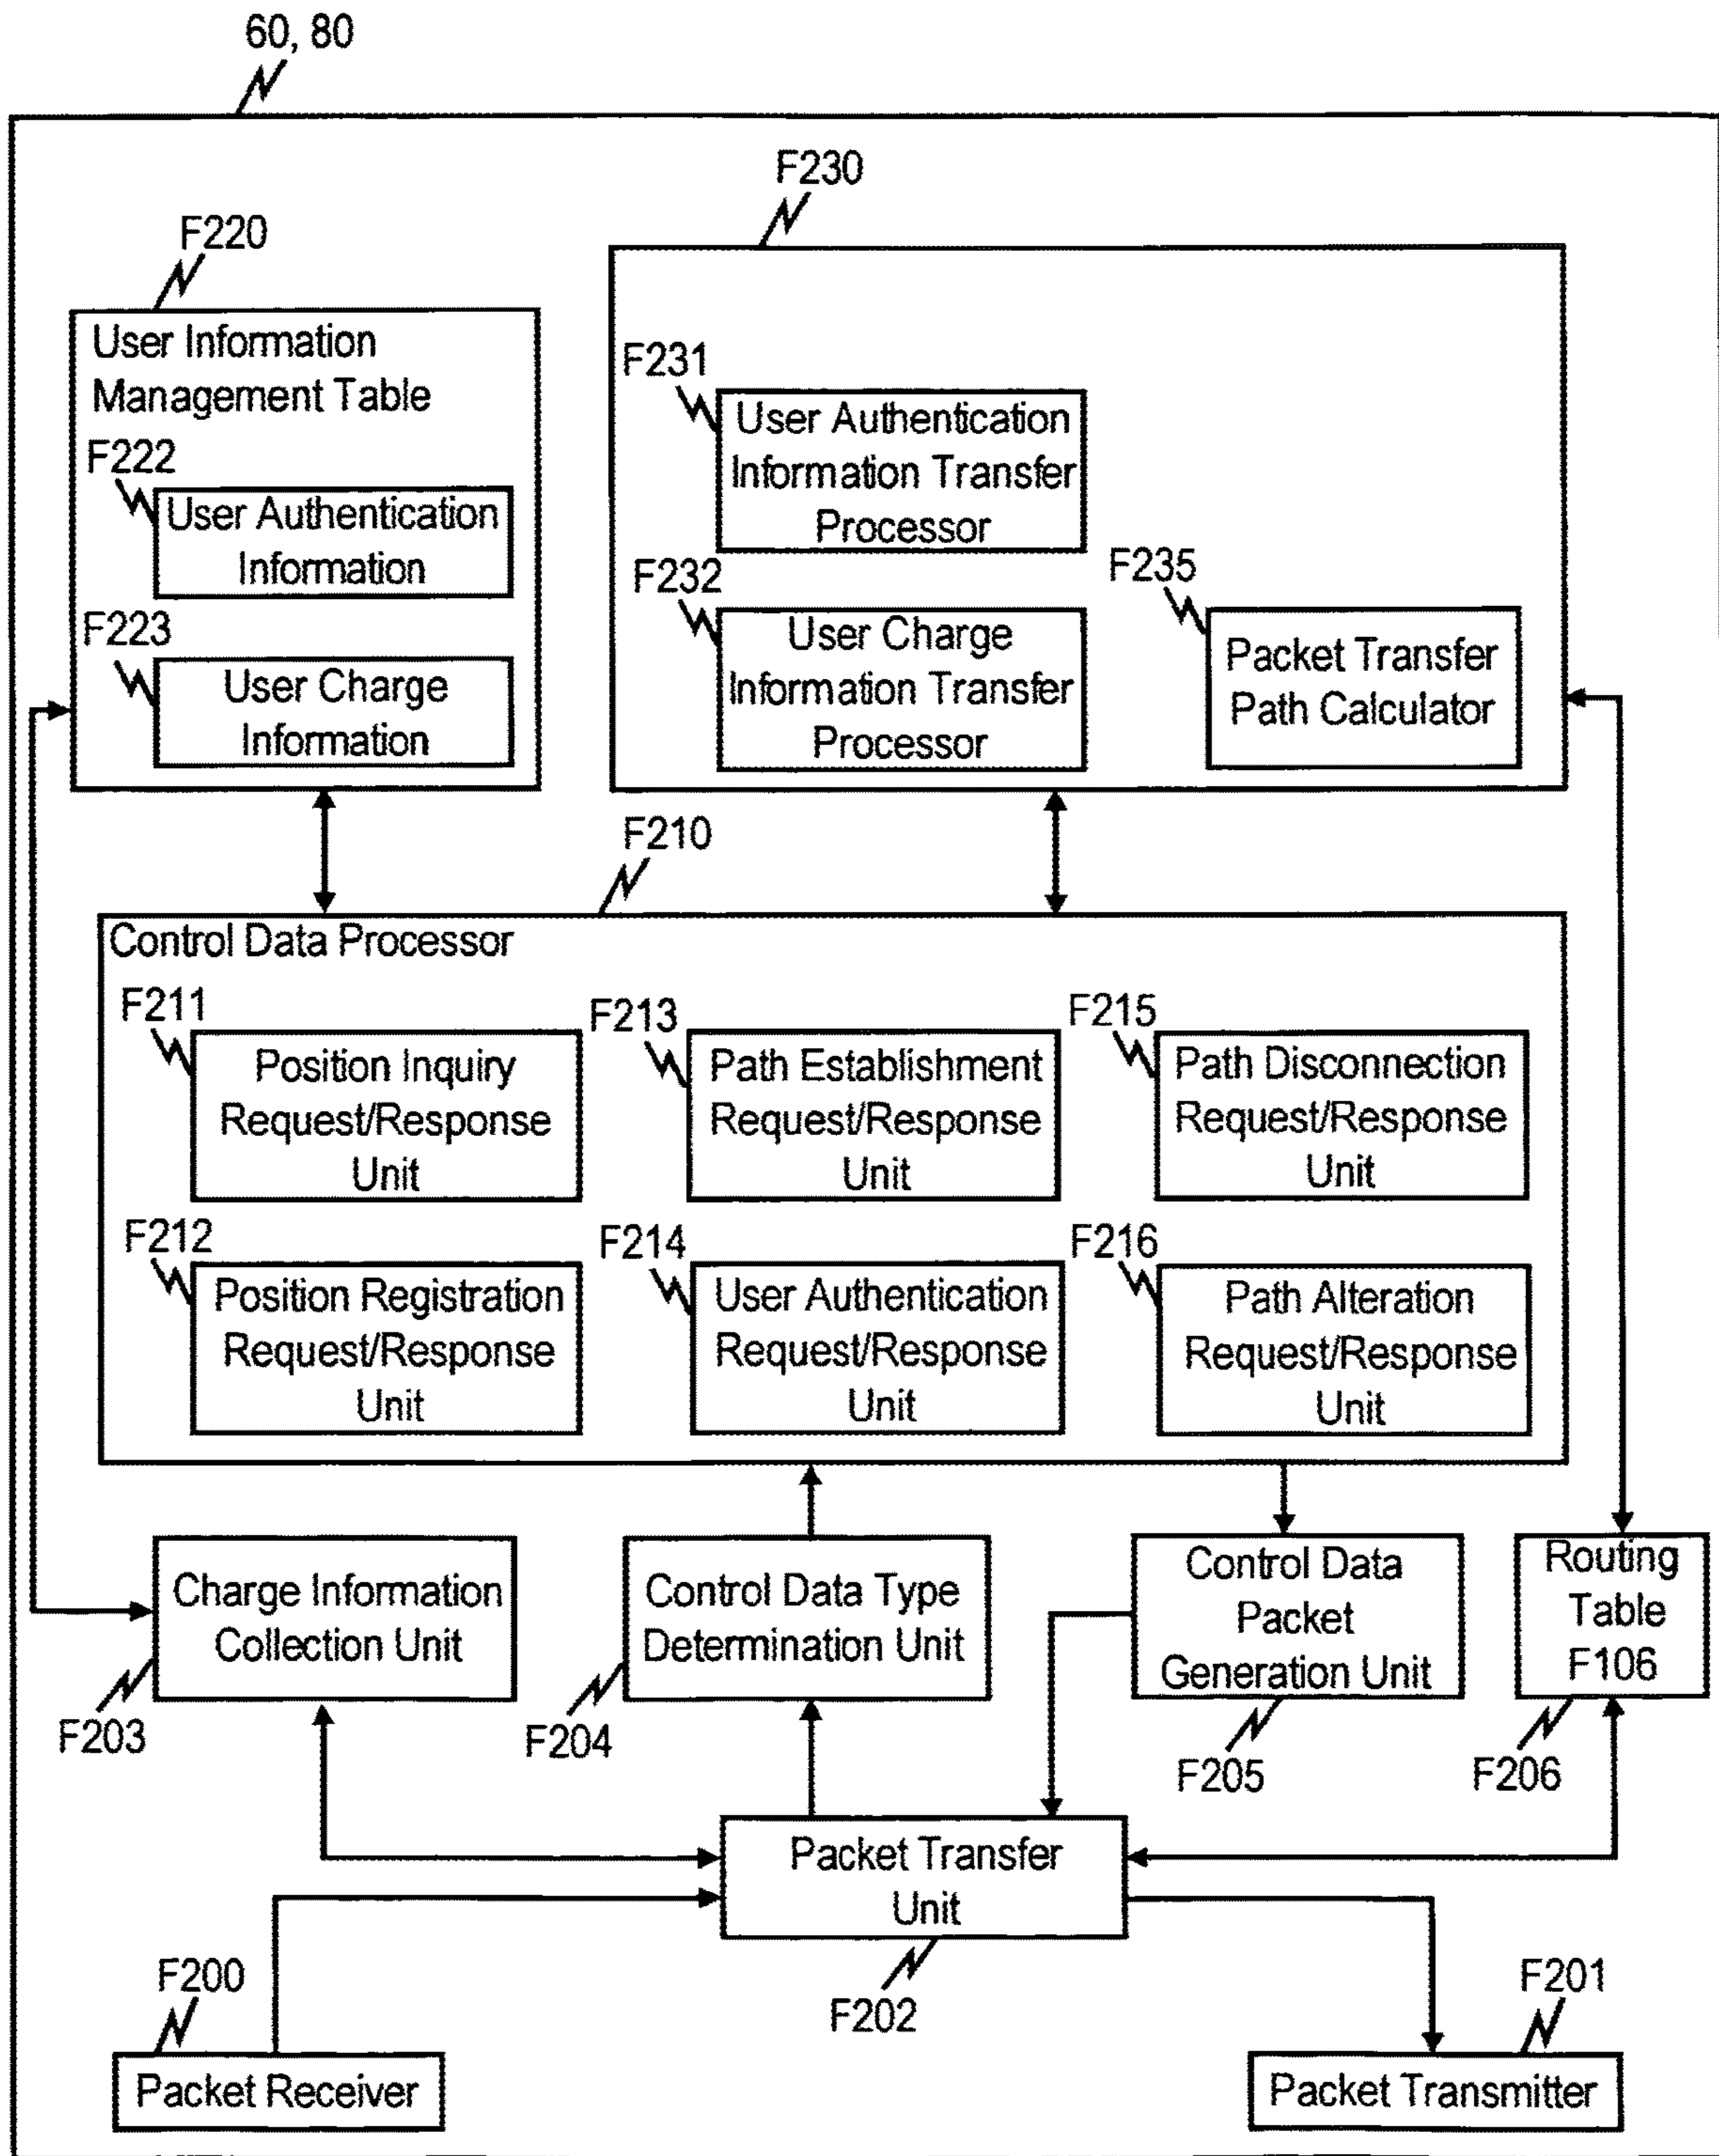 60, 80
F230
F220
User Information
Management Table
F222
User Authentication
Information
F223
User Charge
Information
F231
User Authentication
Information Transfer
Processor
F232
User Charge
Information Transfer
Processor
F235
Packet Transfer
Path Calculator
F210
Control Data Processor
F211
Position Inquiry
Request/Response
Unit
F213
Path Establishment
Request/Response
Unit
F215
Path Disconnection
Request/Response
Unit
F212
Position Registration
Request/Response
Unit
F214
User Authentication
Request/Response
Unit
F216
Path Alteration
Request/Response
Unit
Charge Information
Collection Unit
F203
Control Data Type
Determination Unit
F204
Control Data
Packet
Generation Unit
F205
Routing
Table
F106
F206
Packet Transfer
Unit
F202
F200
Packet Receiver
F201
Packet Transmitter